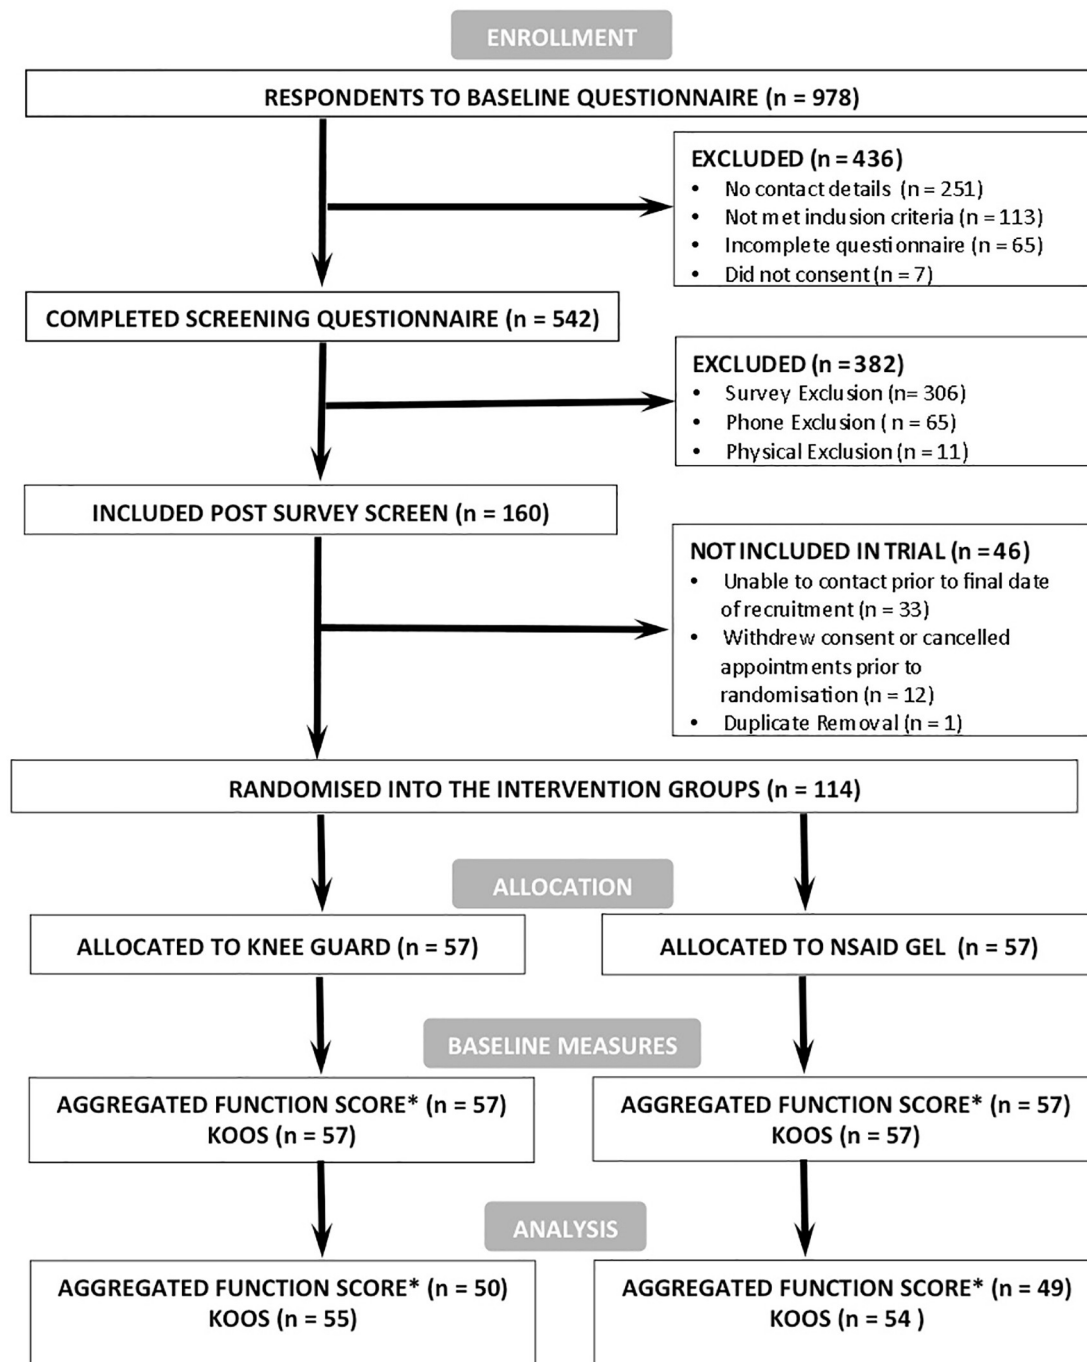 ENROLLMENT
RESPONDENTS TO BASELINE QUESTIONNAIRE (n = 978)
EXCLUDED (n = 436)
• No contact details (n = 251)
• Not met inclusion criteria (n = 113)
• Incomplete questionnaire (n = 65)
• Did not consent (n = 7)
COMPLETED SCREENING QUESTIONNAIRE (n = 542)
EXCLUDED (n = 382)
• Survey Exclusion (n= 306)
• Phone Exclusion ( n = 65)
• Physical Exclusion (n = 11)
INCLUDED POST SURVEY SCREEN (n = 160)
NOT INCLUDED IN TRIAL (n = 46)
• Unable to contact prior to final date
of recruitment (n = 33)
• Withdrew consent or cancelled
appointments prior to
randomisation (n = 12)
• Duplicate Removal (n = 1)
RANDOMISED INTO THE INTERVENTION GROUPS (n = 114)
ALLOCATION
ALLOCATED TO KNEE GUARD (n = 57)
ALLOCATED TO NSAID GEL (n = 57)
BASELINE MEASURES
AGGREGATED FUNCTION SCORE* (n = 57)
KOOS (n = 57)
AGGREGATED FUNCTION SCORE* (n = 57)
KOOS (n = 57)
ANALYSIS
AGGREGATED FUNCTION SCORE* (n = 50)
KOOS (n = 55)
AGGREGATED FUNCTION SCORE* (n = 49)
KOOS (n = 54 )